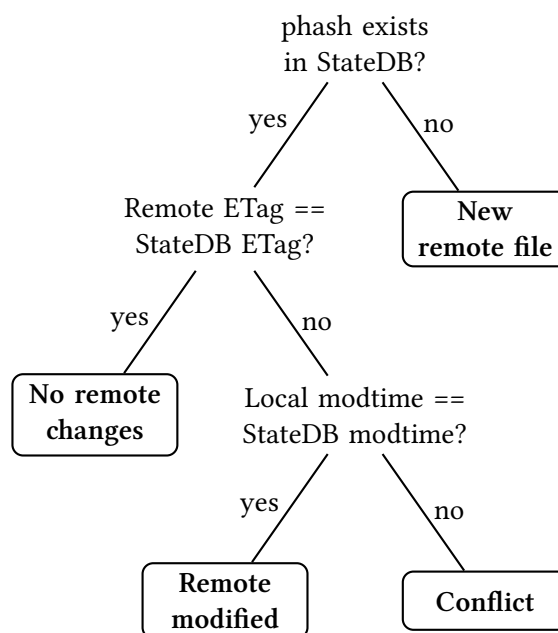 phash exists
in StateDB?
yes
no
Remote ETag ==
StateDB ETag?
New
remote file
yes
no
No remote
changes
Local modtime ==
StateDB modtime?
yes
no
Remote
modified
Conflict